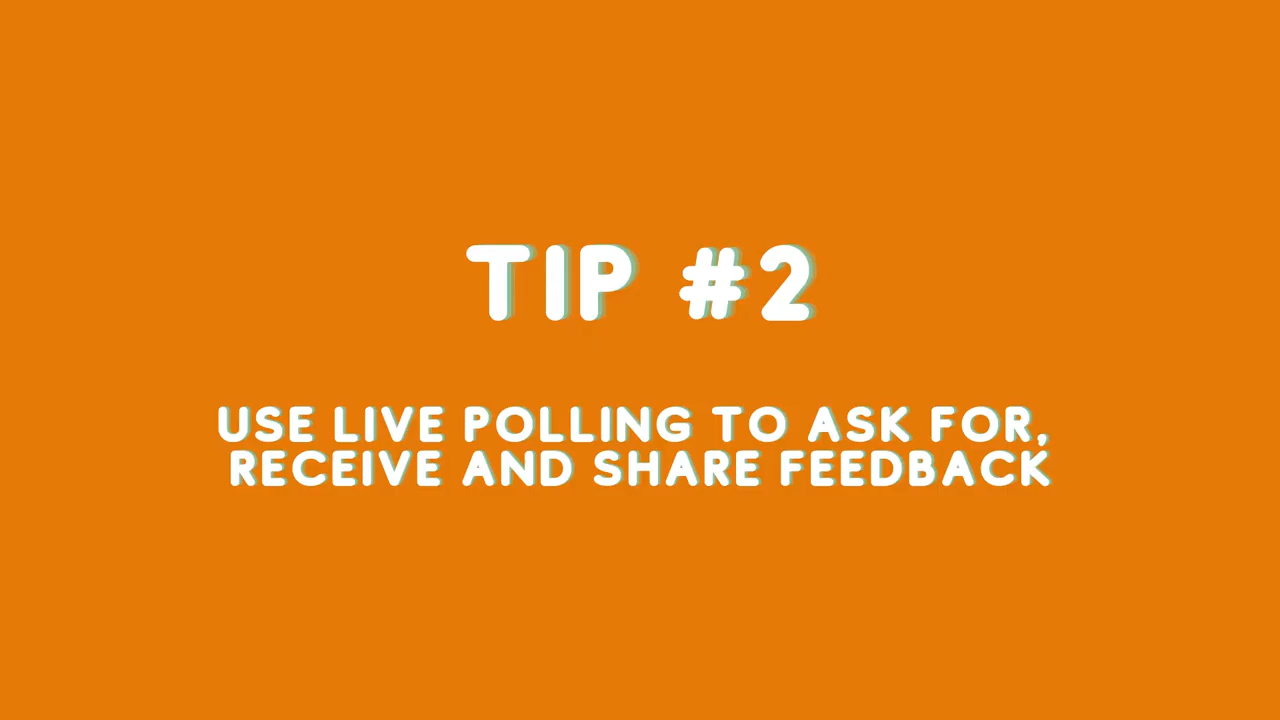 TIP #2
USE LIVE POLLING TO ASK FOR,
RECEIVE AND SHARE FEEDBACK